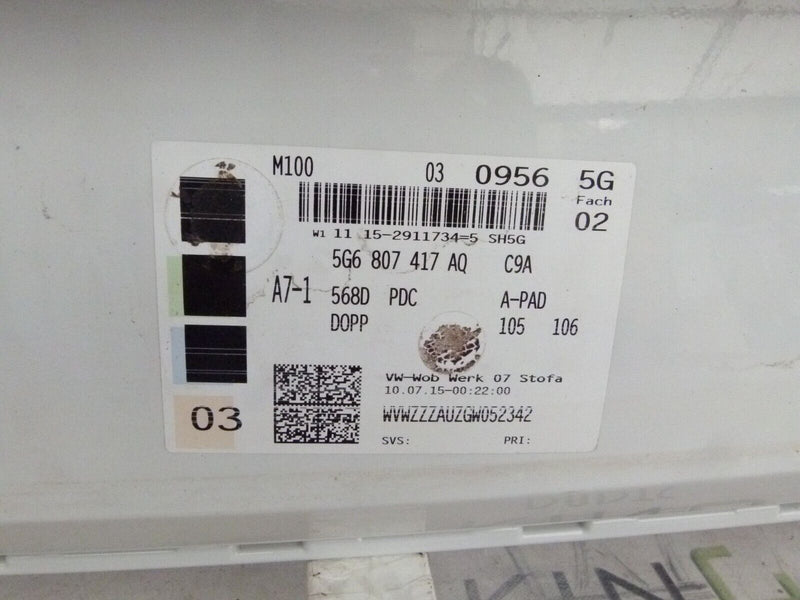 M100 03 0956 5G
Fach
02
W1 11 15-2911734=5 SH5G
5G6 807 417 AQ C9A
A7-1 568D PDC A-PAD
DOPP 105 106
VW-Wob Werk 07 Stofa
10.07.15-00:22:00
03 WVWZZZAUZGW052342
SVS: PRI: